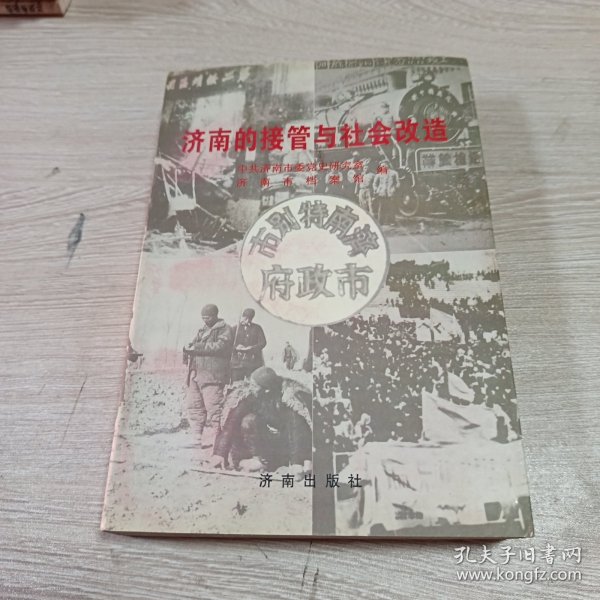 济南的接管与社会改造
中共济南市委党史研究室
济南市档案馆
编
市别特南济
府政市
济南出版社
孔夫子旧书网
www.kongfz.com